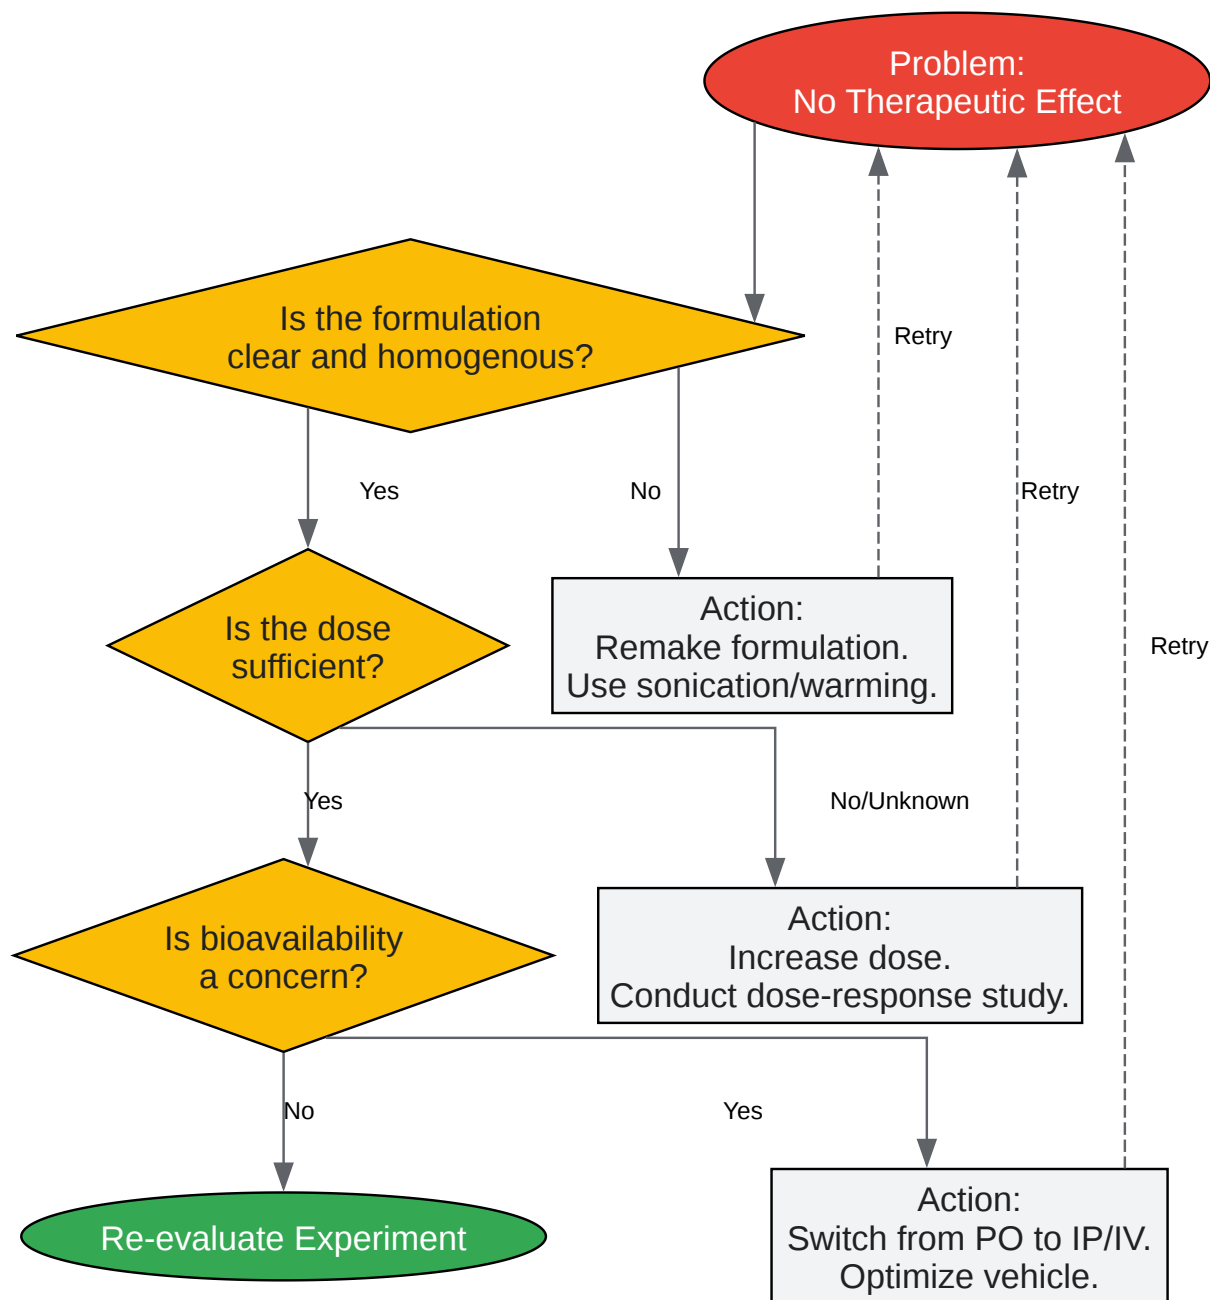 Problem:
No Therapeutic Effect
Is the formulation
clear and homogenous?
Retry
Yes
No
Retry
Is the dose
sufficient?
Action:
Remake formulation.
Use sonication/warming.
Retry
Yes
No/Unknown
Is bioavailability
a concern?
Action:
Increase dose.
Conduct dose-response study.
No
Yes
Re-evaluate Experiment
Action:
Switch from PO to IP/IV.
Optimize vehicle.